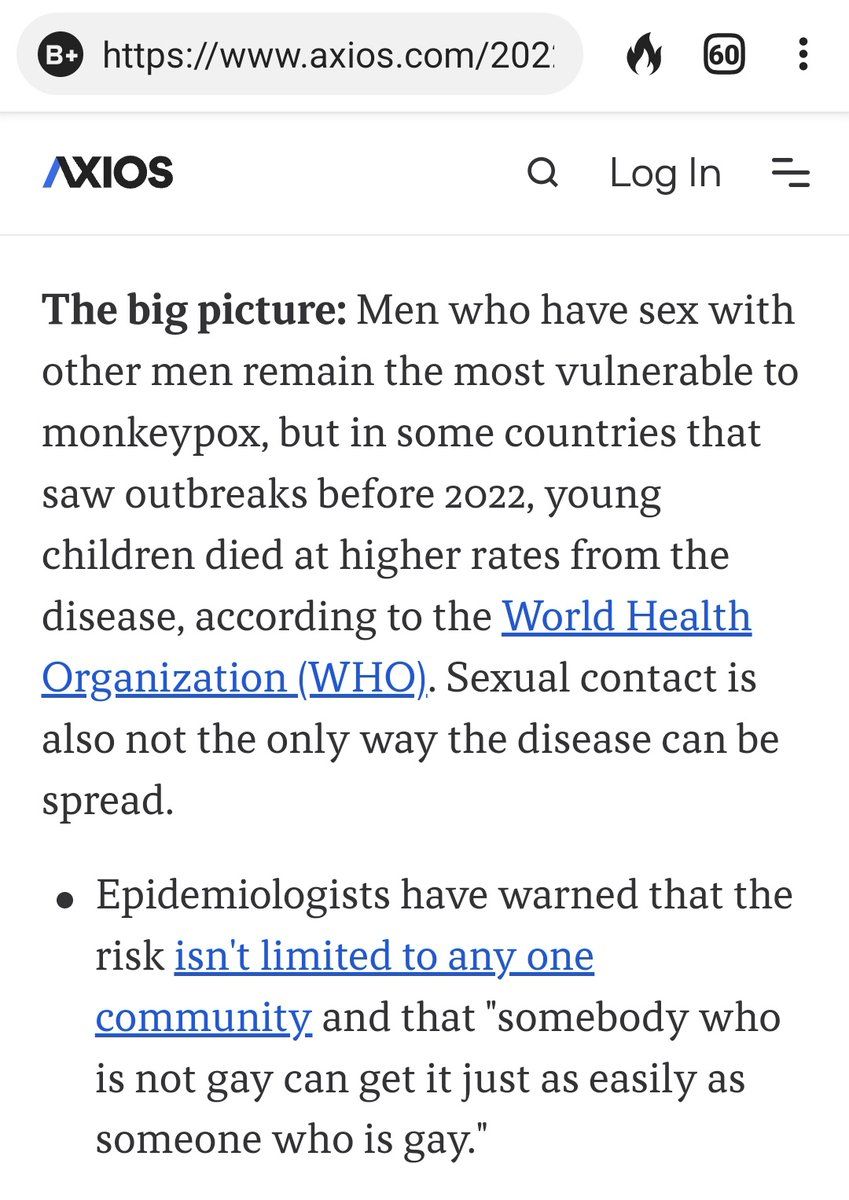 B+ https://www.axios.com/202 60
AXIOS Log In
The big picture: Men who have sex with
other men remain the most vulnerable to
monkeypox, but in some countries that
saw outbreaks before 2022, young
children died at higher rates from the
disease, according to the World Health
Organization (WHO). Sexual contact is
also not the only way the disease can be
spread.
• Epidemiologists have warned that the
risk isn't limited to any one
community and that "somebody who
is not gay can get it just as easily as
someone who is gay."